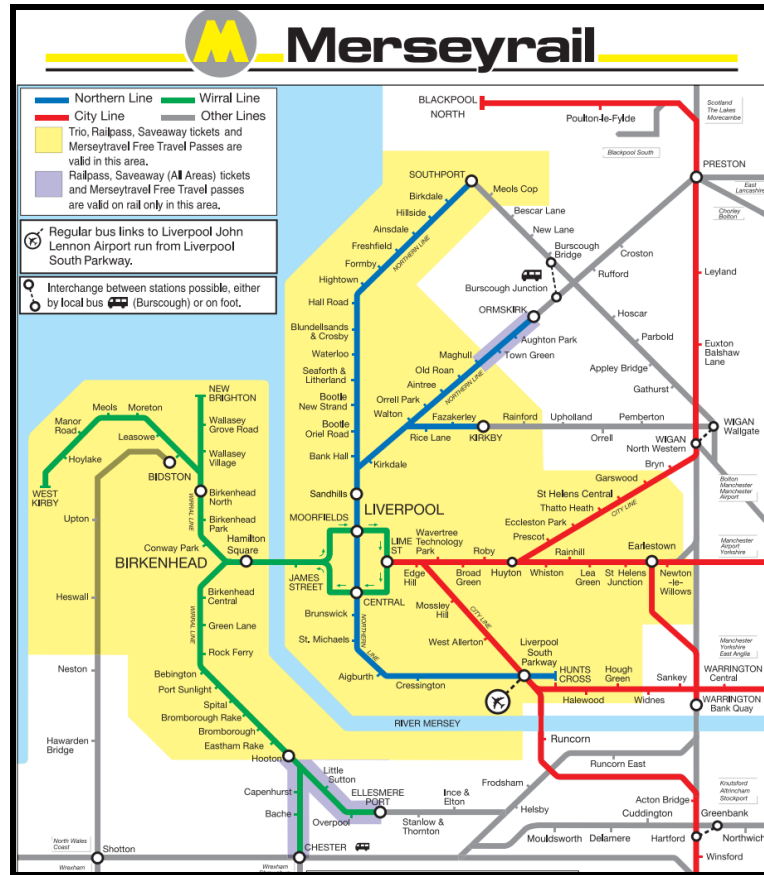 M Merseyrail
Northern Line
Wirral Line
City Line
Other Lines
Trio, Railpass, Saveaway tickets and
Merseytravel Free Travel Passes are
valid in this area.
Railpass, Saveaway (All Areas) tickets
and Merseytravel Free Travel passes
are valid on rail only in this area.
Regular bus links to Liverpool John
Lennon Airport run from Liverpool
South Parkway.
Interchange between stations possible, either
by local bus (Burscough) or on foot.
BLACKPOOL
NORTH
Poulton-le-Fylde
Blackpool South
Scotland
The Lakes
Morecambe
PRESTON
East
Lancashire
Chorley
Bolton
SOUTHPORT
Meols Cop
Birkdale
Hillside
Ainsdale
Freshfield
Formby
Hightown
NORTHERN LINE
Bescar Lane
New Lane
Burscough
Bridge
Croston
Rufford
Burscough Junction
Leyland
Hall Road
ORMSKIRK
Hoscar
Blundellsands
& Crosby
Aughton Park
Town Green
Parbold
Euxton
Balshaw
Lane
Waterloo
Maghull
Old Roan
Appley Bridge
Seaforth &
Litherland
Aintree
NORTHERN LINE
Gathurst
Bootle
New Strand
Orrell Park
Walton
Fazakerley
Rainford
Upholland
Pemberton
WIGAN
Wallgate
Bootle
Oriel Road
Rice Lane
KIRKBY
Orrell
WIGAN
North Western
Bank Hall
Kirkdale
Bryn
Bolton
Manchester
Manchester
Airport
NEW
BRIGHTON
Meols
Moreton
Manor
Road
Leasowe
Wallasey
Grove Road
Hoylake
BIDSTON
Wallasey
Village
WEST
KIRBY
WIRRAL LINE
Birkenhead
North
Upton
Birkenhead
Park
Sandhills
LIVERPOOL
Garswood
St Helens Central
CITY LINE
Thatto Heath
Eccleston Park
Prescot
MOORFIELDS
LIME
ST
Wavertree
Technology
Park
Roby
Rainhill
Earlestown
Manchester
Airport
Yorkshire
Conway Park
Hamilton
Square
BIRKENHEAD
JAMES
STREET
Edge
Hill
Broad
Green
Huyton
Whiston
Lea
Green
St Helens
Junction
Newton
-le-
Willows
CENTRAL
Heswall
Birkenhead
Central
Green Lane
WIRRAL LINE
Rock Ferry
Brunswick
St. Michaels
NORTHERN LINE
Mossley
Hill
CITY LINE
West Allerton
Liverpool
South
Parkway
Manchester
Yorkshire
East Anglia
Neston
Bebington
Port Sunlight
Spital
Bromborough Rake
Bromborough
Eastham Rake
Hooton
Aigburth
Cressington
HUNTS
CROSS
Hough
Green
Sankey
WARRINGTON
Central
Halewood
Widnes
WARRINGTON
Bank Quay
RIVER MERSEY
Hawarden
Bridge
Runcorn
Runcorn East
Little
Sutton
Capenhurst
ELLESMERE
PORT
Ince &
Elton
Frodsham
Helsby
Bache
Overpool
Stanlow &
Thornton
Acton Bridge
Knutsford
Altrincham
Stockport
Cuddington
Greenbank
Mouldsworth
Delamere
Hartford
Northwich
North Wales
Coast
Shotton
CHESTER
Winsford
Wrexham
Wrexham